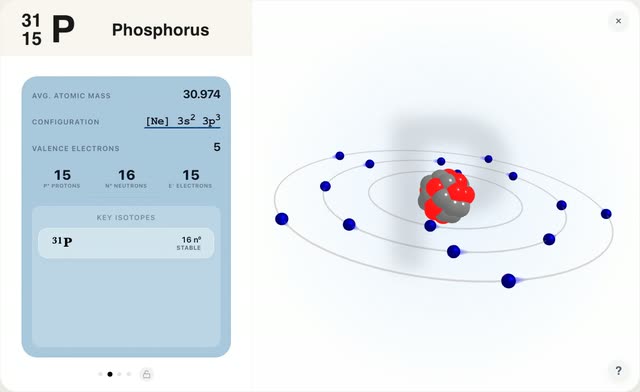 31
15
P
Phosphorus
×
AVG. ATOMIC MASS 30.974
CONFIGURATION [Ne] 3s² 3p³
VALENCE ELECTRONS 5
15 16 15
P⁺ PROTONS N⁰ NEUTRONS E⁻ ELECTRONS
KEY ISOTOPES
³¹P 16 n⁰
STABLE
P
?